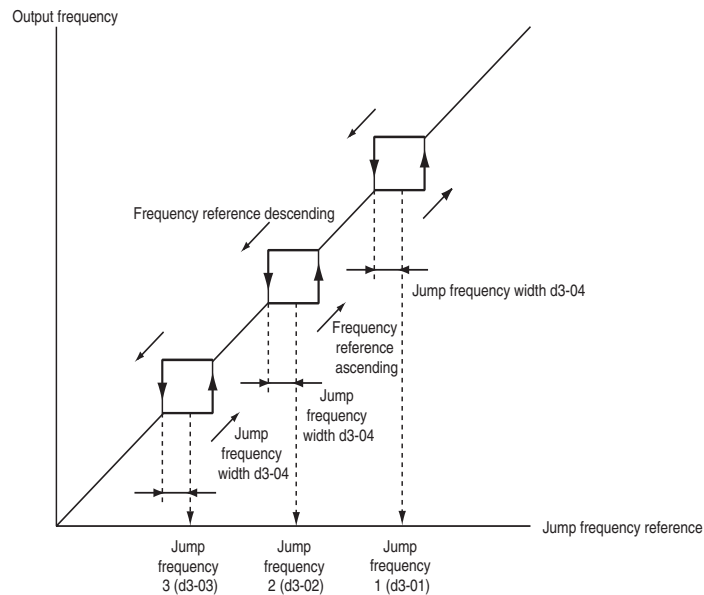 Output frequency
Frequency reference descending
Jump frequency width d3-04
Frequency
reference
ascending
Jump
frequency
width d3-04
Jump
frequency
width d3-04
Jump frequency reference
Jump
frequency
3 (d3-03)
Jump
frequency
2 (d3-02)
Jump
frequency
1 (d3-01)